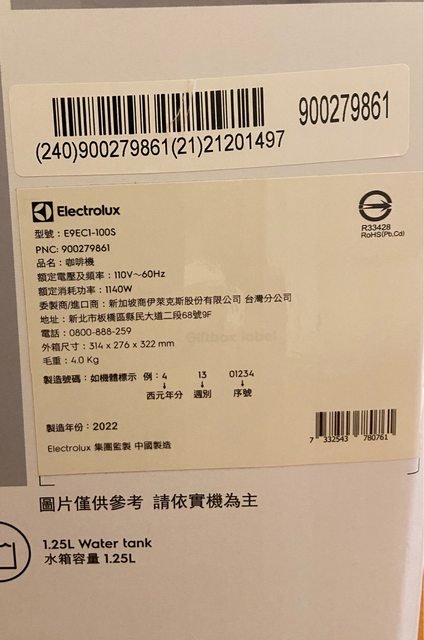 900279861
(240)900279861(21)21201497
Electrolux
型號：E9EC1-100S
PNC: 900279861
品名：咖啡機
額定電壓及頻率：110V～60Hz
額定消耗功率：1140W
委製商/進口商：新加坡商伊萊克斯股份有限公司 台灣分公司
地址：新北市板橋區縣民大道二段68號9F
電話：0800-888-259
外箱尺寸：314 x 276 x 322 mm
毛重：4.0 Kg
R33428
RoHS(Pb,Cd)
Giftbox label
製造號碼：如機體標示 例：4 13 01234
西元年分 週別 序號
製造年份：2022
Electrolux 集團監製 中國製造
7 332543 780761
圖片僅供參考 請依實機為主
1.25L Water tank
水箱容量 1.25L